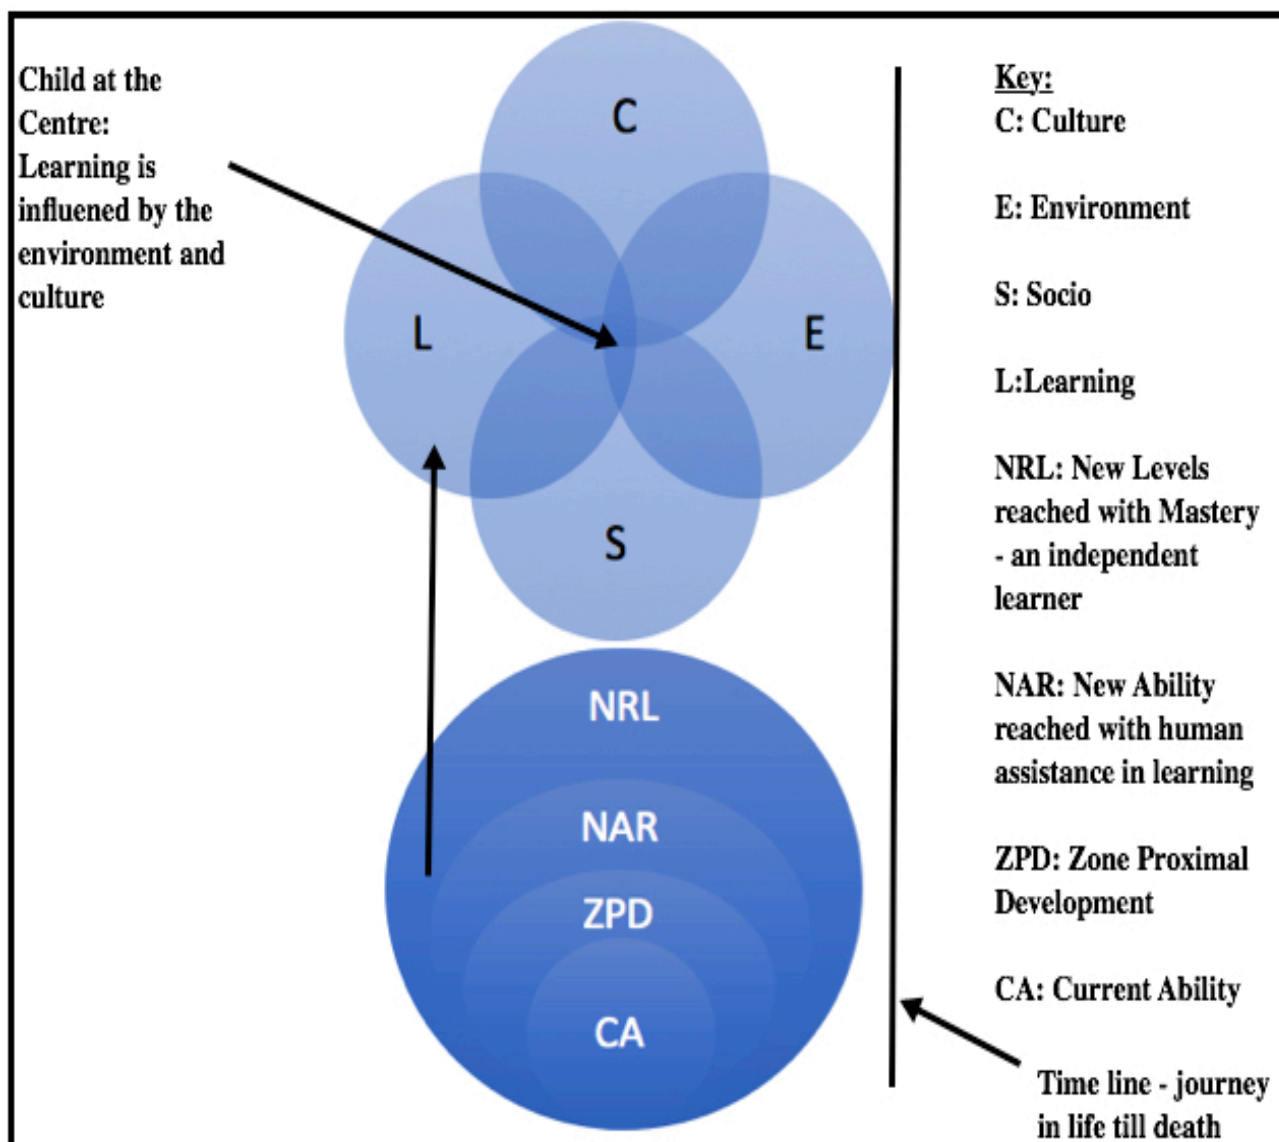 Child at the
Centre:
Learning is
influened by the
environment and
culture
C
L
E
S
NRL
NAR
ZPD
CA
Key:
C: Culture
E: Environment
S: Socio
L:Learning
NRL: New Levels
reached with Mastery
- an independent
learner
NAR: New Ability
reached with human
assistance in learning
ZPD: Zone Proximal
Development
CA: Current Ability
Time line - journey
in life till death